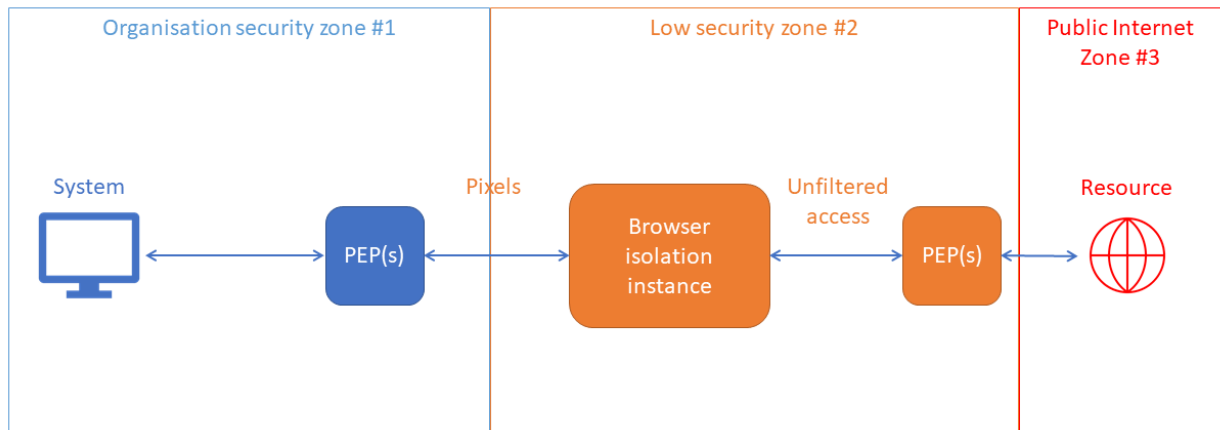 Organisation security zone #1
Low security zone #2
Public Internet
Zone #3
System
Pixels
Unfiltered
access
Resource
PEP(s)
Browser
isolation
instance
PEP(s)